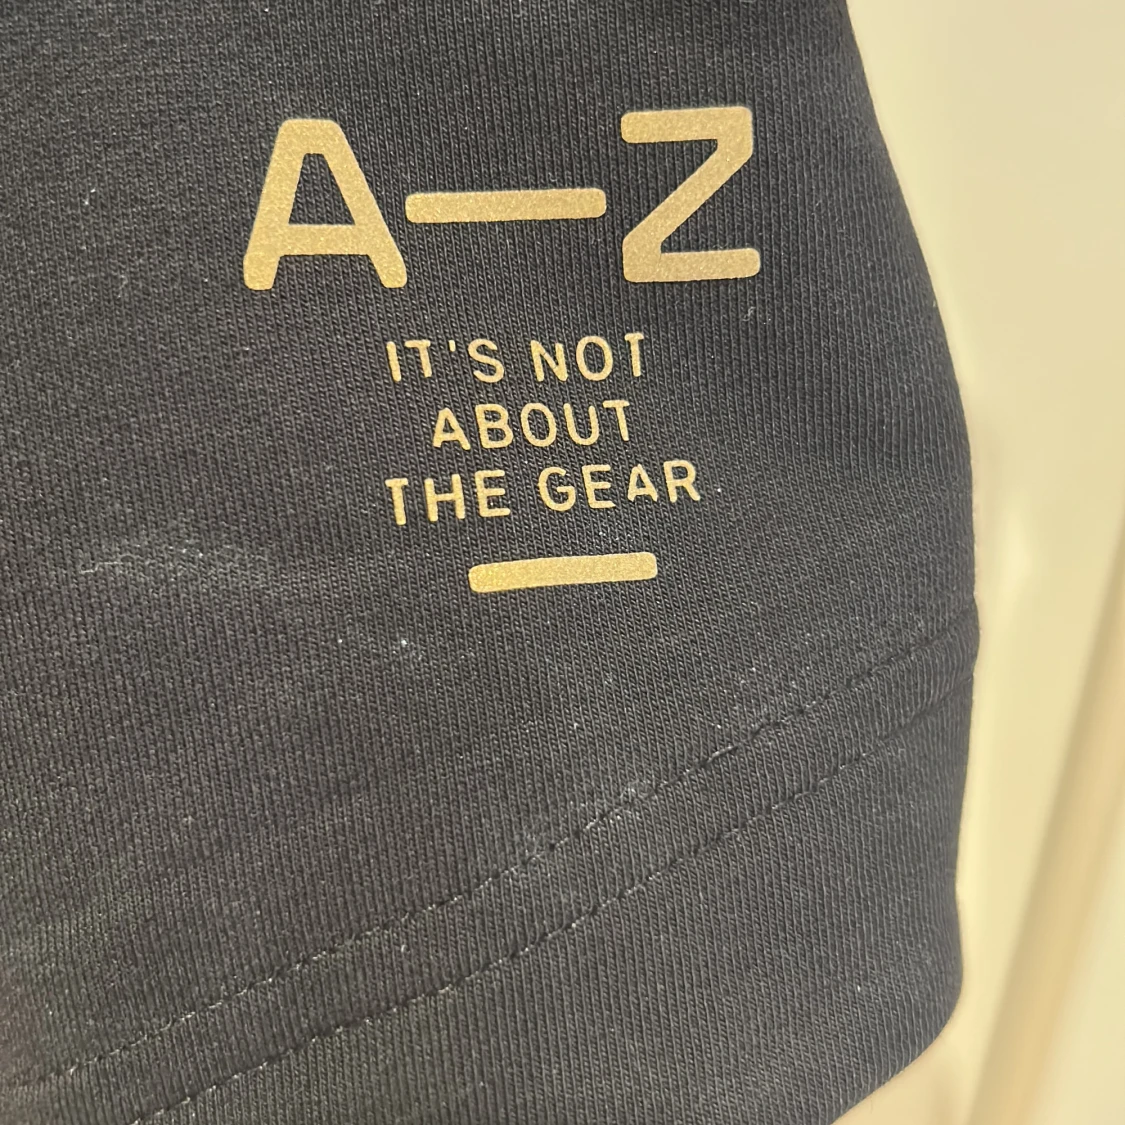 A—Z
IT'S NOT
ABOUT
THE GEAR